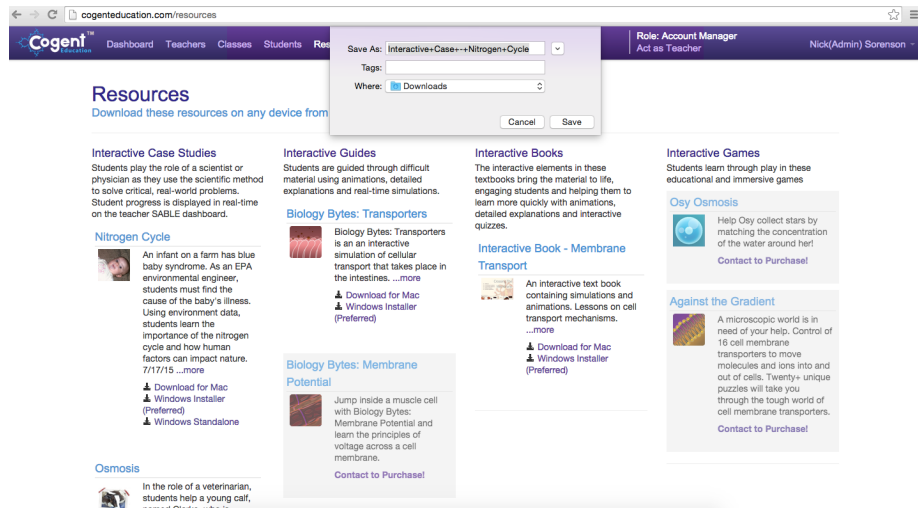 cogenteducation.com/resources
Cogent™
Education
Dashboard Teachers Classes Students Res
Save As: Interactive+Case+-+Nitrogen+Cycle
Tags:
Where: Downloads
Cancel Save
Role: Account Manager
Act as Teacher
Nick(Admin) Sorenson
Resources
Download these resources on any device from
Interactive Case Studies
Students play the role of a scientist or
physician as they use the scientific method
to solve critical, real-world problems.
Student progress is displayed in real-time
on the teacher SABLE dashboard.
Nitrogen Cycle
An infant on a farm has blue
baby syndrome. As an EPA
environmental engineer,
students must find the
cause of the baby's illness.
Using environment data,
students learn the
importance of the nitrogen
cycle and how human
factors can impact nature.
7/17/15 ...more
Download for Mac
Windows Installer
(Preferred)
Windows Standalone
Osmosis
In the role of a veterinarian,
students help a young calf,
Interactive Guides
Students are guided through difficult
material using animations, detailed
explanations and real-time simulations.
Biology Bytes: Transporters
Biology Bytes: Transporters
is an an interactive
simulation of cellular
transport that takes place in
the intestines. ...more
Download for Mac
Windows Installer
(Preferred)
Biology Bytes: Membrane
Potential
Jump inside a muscle cell
with Biology Bytes:
Membrane Potential and
learn the principles of
voltage across a cell
membrane.
Contact to Purchase!
Interactive Books
The interactive elements in these
textbooks bring the material to life,
engaging students and helping them to
learn more quickly with animations,
detailed explanations and interactive
quizzes.
Interactive Book - Membrane
Transport
An interactive text book
containing simulations and
animations. Lessons on cell
transport mechanisms.
...more
Download for Mac
Windows Installer
(Preferred)
Interactive Games
Students learn through play in these
educational and immersive games
Osy Osmosis
Help Osy collect stars by
matching the concentration
of the water around her!
Contact to Purchase!
Against the Gradient
A microscopic world is in
need of your help. Control of
16 cell membrane
transporters to move
molecules and ions into and
out of cells. Twenty+ unique
puzzles will take you
through the tough world of
cell membrane transporters.
Contact to Purchase!